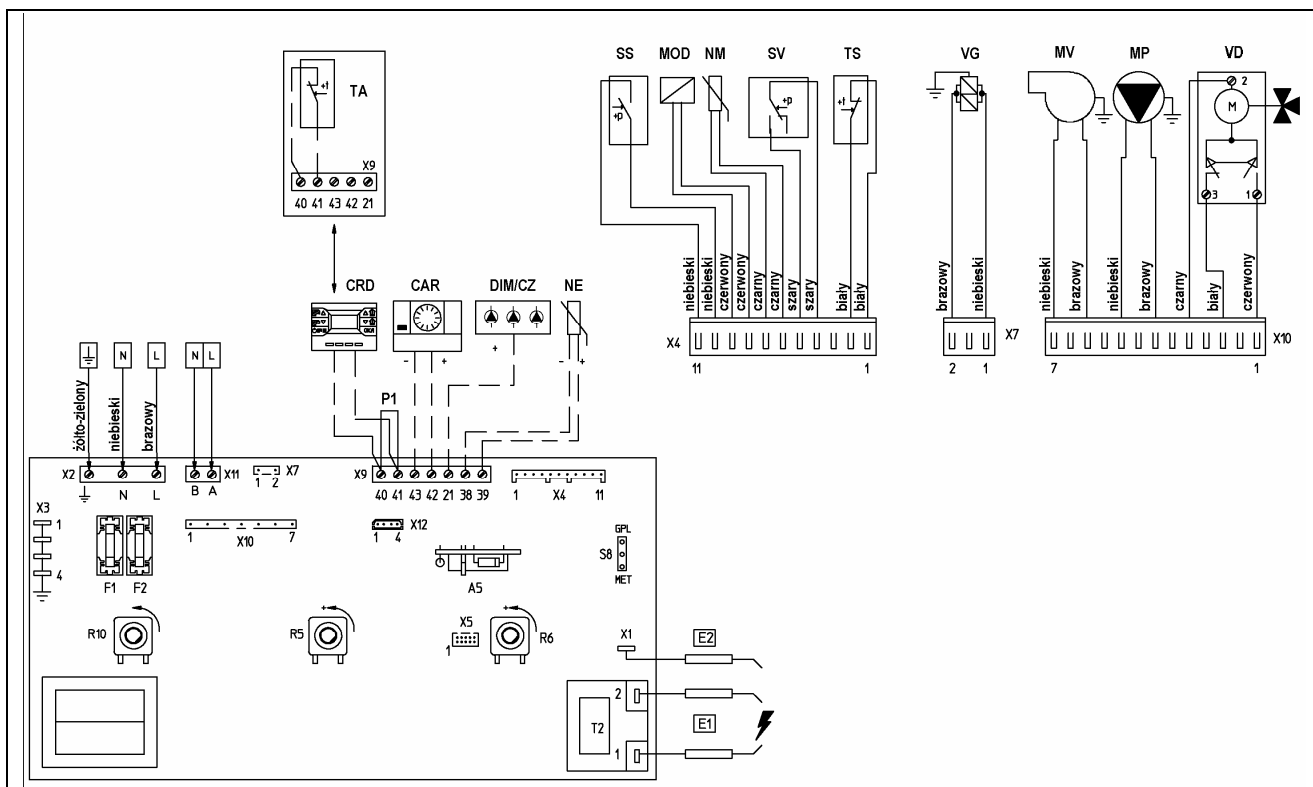 SS MOD NM SV TS VG MV MP VD
+t TA
X9
40 41 43 42 21
+p
+p
+t
2
M
3 1
CRD CAR DIM/CZ NE
OK
- + + - +
P1
niebieski niebieski czerwony czerwony czarny czarny szary szary biały biały
X4
11 1
brazowy niebieski
X7
2 1
niebieski brazowy niebieski brazowy czarny biały czerwony
X10
7 1
N L N L
żółto-zielony niebieski brazowy
X2 X11 X7 X9
N L B A 1 2 40 41 43 42 21 38 39 1 X4 11
X3
1
4
F1 F2
1 X10 7
X12
1 4
A5
GPL
S8
MET
R10 R5 + X5 1 + R6
X1 E2
T2 2
1 E1